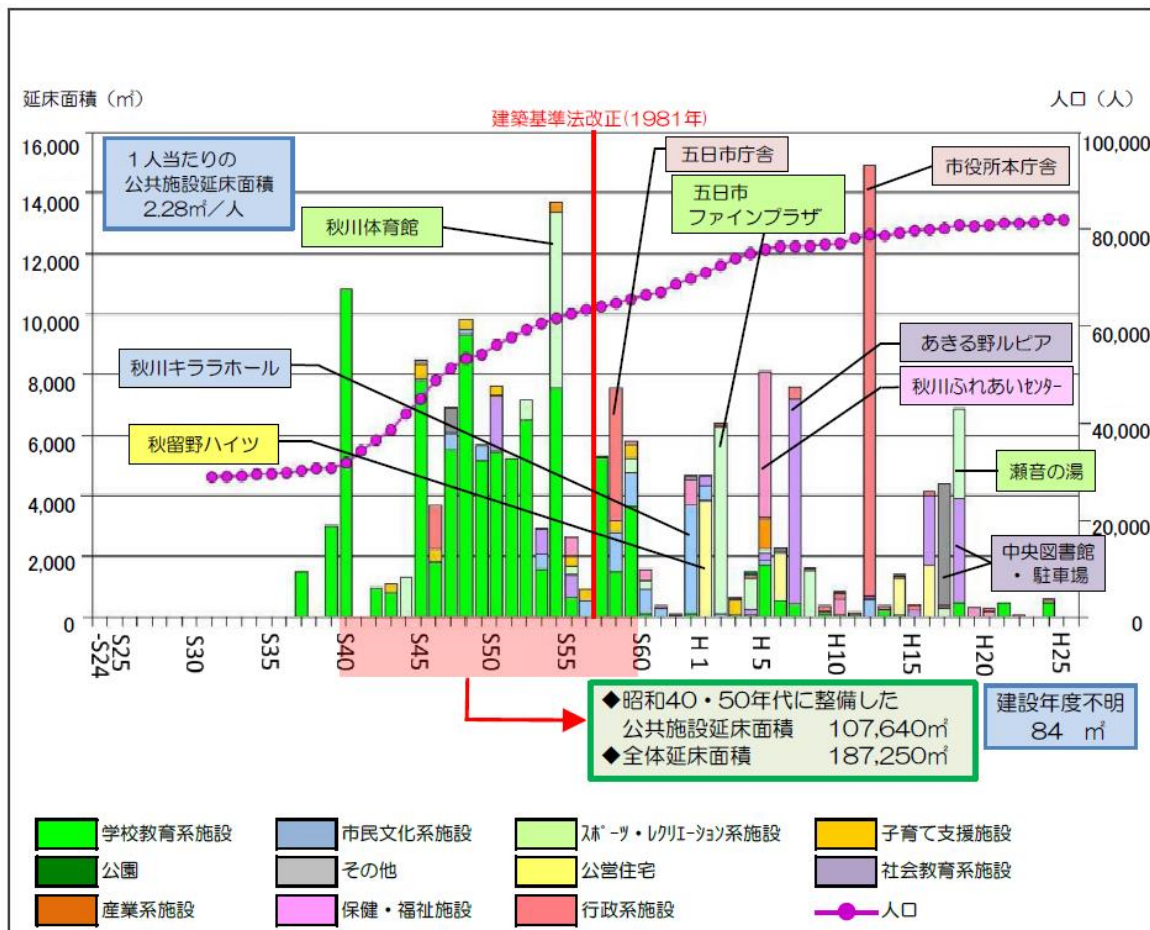 延床面積（㎡）
人口（人）
建築基準法改正(1981年)
16,000
14,000
12,000
10,000
8,000
6,000
4,000
2,000
0
100,000
80,000
60,000
40,000
20,000
0
１人当たりの
公共施設延床面積
2.28㎡／人
秋川体育館
五日市庁舎
五日市
ファインプラザ
市役所本庁舎
秋川キララホール
秋留野ハイツ
あきる野ルピア
秋川ふれあいセンター
瀬音の湯
中央図書館
・駐車場
-S24
S25
S30
S35
S40
S45
S50
S55
S60
H1
H5
H10
H15
H20
H25
◆昭和40・50年代に整備した
公共施設延床面積 107,640㎡
◆全体延床面積 187,250㎡
建設年度不明
84 ㎡
学校教育系施設
市民文化系施設
ｽﾎﾟｰﾂ・ﾚｸﾘｴｰｼｮﾝ系施設
子育て支援施設
公園
その他
公営住宅
社会教育系施設
産業系施設
保健・福祉施設
行政系施設
人口